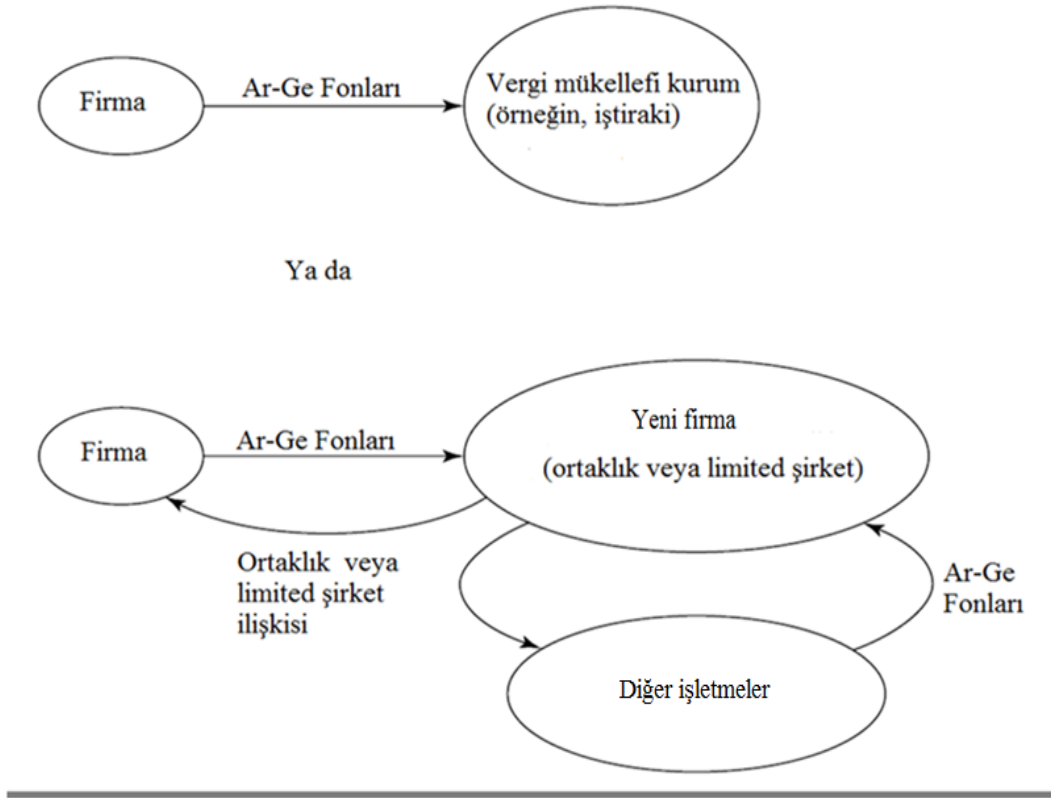 Firma
Ar-Ge Fonları
Vergi mükellefi kurum
(örneğin, iştiraki)
Ya da
Firma
Ar-Ge Fonları
Yeni firma
(ortaklık veya limited şirket)
Ortaklık veya
limited şirket
ilişkisi
Ar-Ge
Fonları
Diğer işletmeler